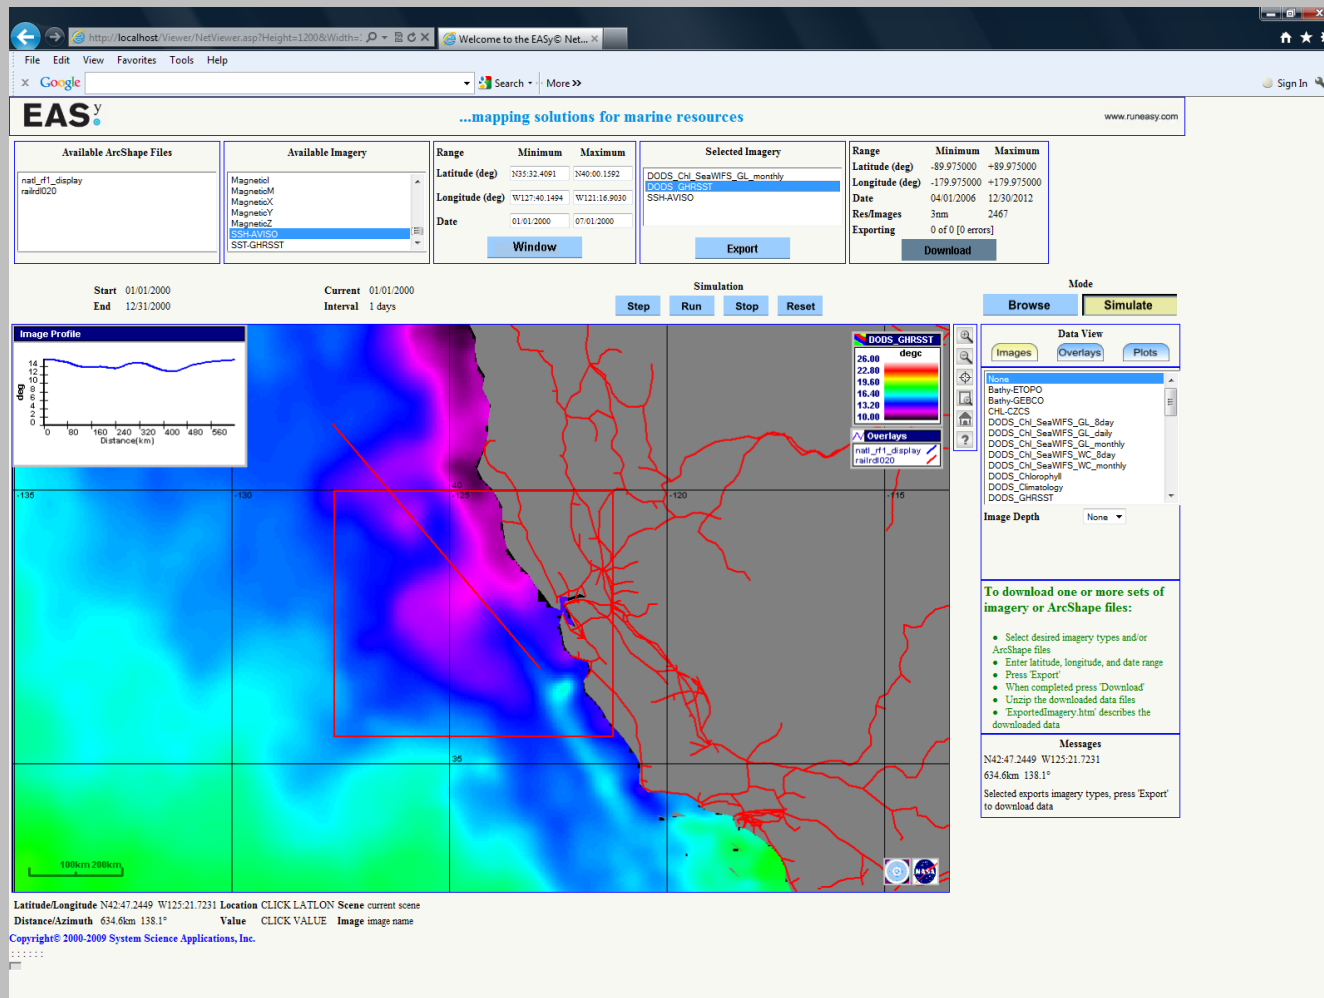 http://localhost/Viewer/NetViewer.asp?Height=1200&Width=
Welcome to the EASy© Net...
File Edit View Favorites Tools Help
x Google Search More »
Sign In
EASy
...mapping solutions for marine resources
www.runeasy.com
Available ArcShape Files
natl_rf1_display
railrdl020
Available Imagery
MagneticI
MagneticM
MagneticX
MagneticY
MagneticZ
SSH-AVISO
SST-GHRSST
Range Minimum Maximum
Latitude (deg) N35:32.4091 N40:00.1592
Longitude (deg) W127:40.1494 W121:16.9030
Date 01/01/2000 07/01/2000
Window
Selected Imagery
DODS_Chl_SeaWIFS_GL_monthly
DODS_GHRSST
SSH-AVISO
Export
Range Minimum Maximum
Latitude (deg) -89.975000 +89.975000
Longitude (deg) -179.975000 +179.975000
Date 04/01/2006 12/30/2012
Res/Images 3nm 2467
Exporting 0 of 0 [0 errors]
Download
Start 01/01/2000
End 12/31/2000
Current 01/01/2000
Interval 1 days
Simulation
Step Run Stop Reset
Mode
Browse Simulate
Image Profile
deg
14
12
10
8
6
4
2
0
0 80 160 240 320 400 480 560
Distance(km)
DODS_GHRSST
degc
26.00
22.80
19.60
16.40
13.20
10.00
Overlays
natl_rf1_display
railrdl020
-135 -130 -125 -120 -115
40
35
100km 200km
NASA
?
Data View
Images Overlays Plots
None
Bathy-ETOPO
Bathy-GEBCO
CHL-CZCS
DODS_Chl_SeaWIFS_GL_8day
DODS_Chl_SeaWIFS_GL_daily
DODS_Chl_SeaWIFS_GL_monthly
DODS_Chl_SeaWIFS_WC_8day
DODS_Chl_SeaWIFS_WC_monthly
DODS_Chlorophyll
DODS_Climatology
DODS_GHRSST
Image Depth None
To download one or more sets of
imagery or ArcShape files:
● Select desired imagery types and/or
ArcShape files
● Enter latitude, longitude, and date range
● Press 'Export'
● When completed press 'Download'
● Unzip the downloaded data files
● 'ExportedImagery.htm' describes the
downloaded data
Messages
N42:47.2449 W125:21.7231
634.6km 138.1°
Selected exports imagery types, press 'Export'
to download data
Latitude/Longitude N42:47.2449 W125:21.7231 Location CLICK LATLON Scene current scene
Distance/Azimuth 634.6km 138.1° Value CLICK VALUE Image image name
Copyright© 2000-2009 System Science Applications, Inc.
: : : : : :